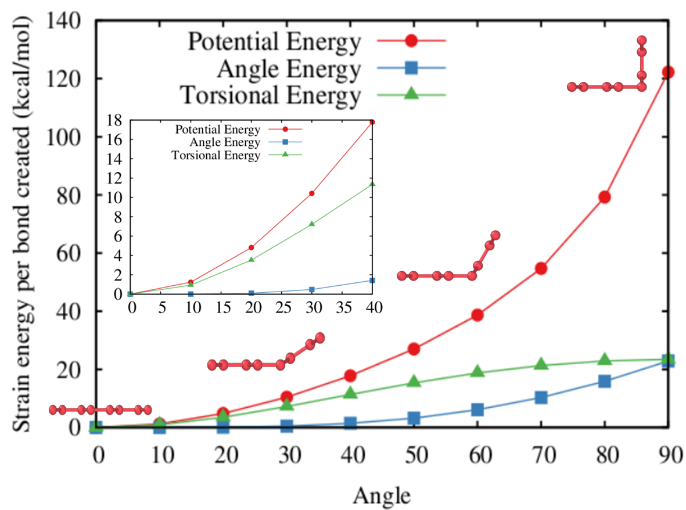 Strain energy per bond created (kcal/mol)
140
120
100
80
60
40
20
0
Potential Energy
Angle Energy
Torsional Energy
18
16
14
12
10
8
6
4
2
0
Potential Energy
Angle Energy
Torsional Energy
0 5 10 15 20 25 30 35 40
0 10 20 30 40 50 60 70 80 90
Angle